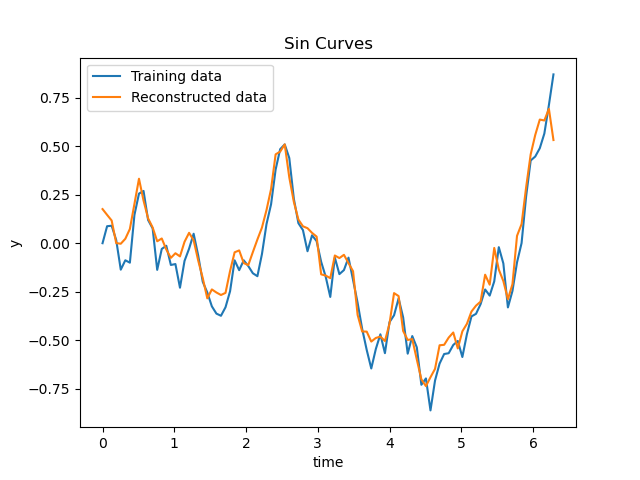 Sin Curves
Training data
Reconstructed data
y
0.75
0.50
0.25
0.00
−0.25
−0.50
−0.75
0 1 2 3 4 5 6
time